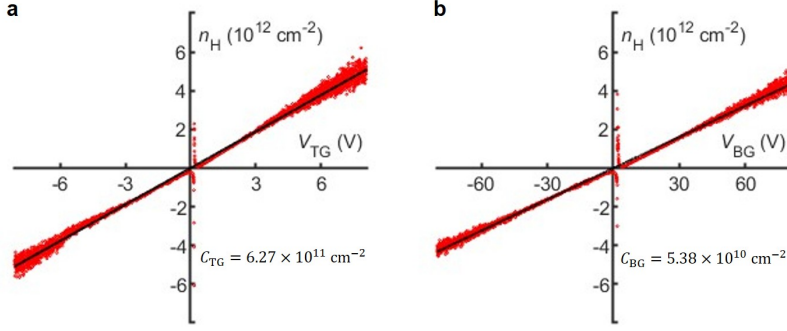 a
n_H (10^12 cm^-2)
6
4
2
V_TG (V)
-6 -3 3 6
-2
-4
C_TG = 6.27 × 10^11 cm^-2
-6
b
n_H (10^12 cm^-2)
6
4
2
V_BG (V)
-60 -30 30 60
-2
-4
C_BG = 5.38 × 10^10 cm^-2
-6